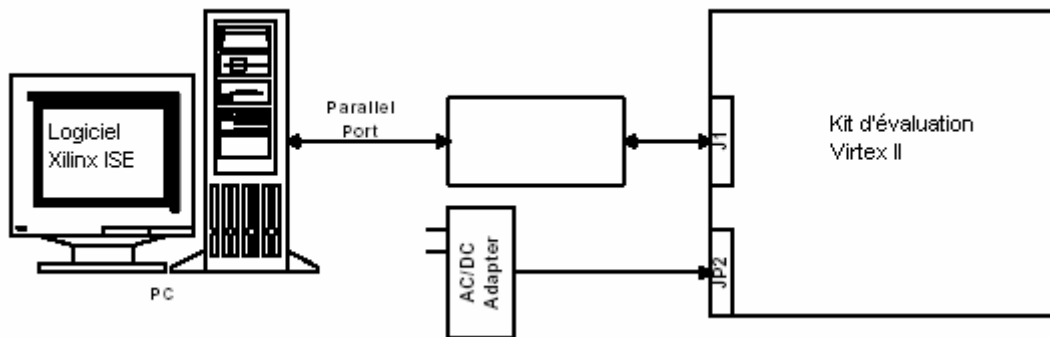 Logiciel
Xilinx ISE
PC
Parallel
Port
AC/DC
Adapter
J1
JP2
Kit d'évaluation
Virtex II